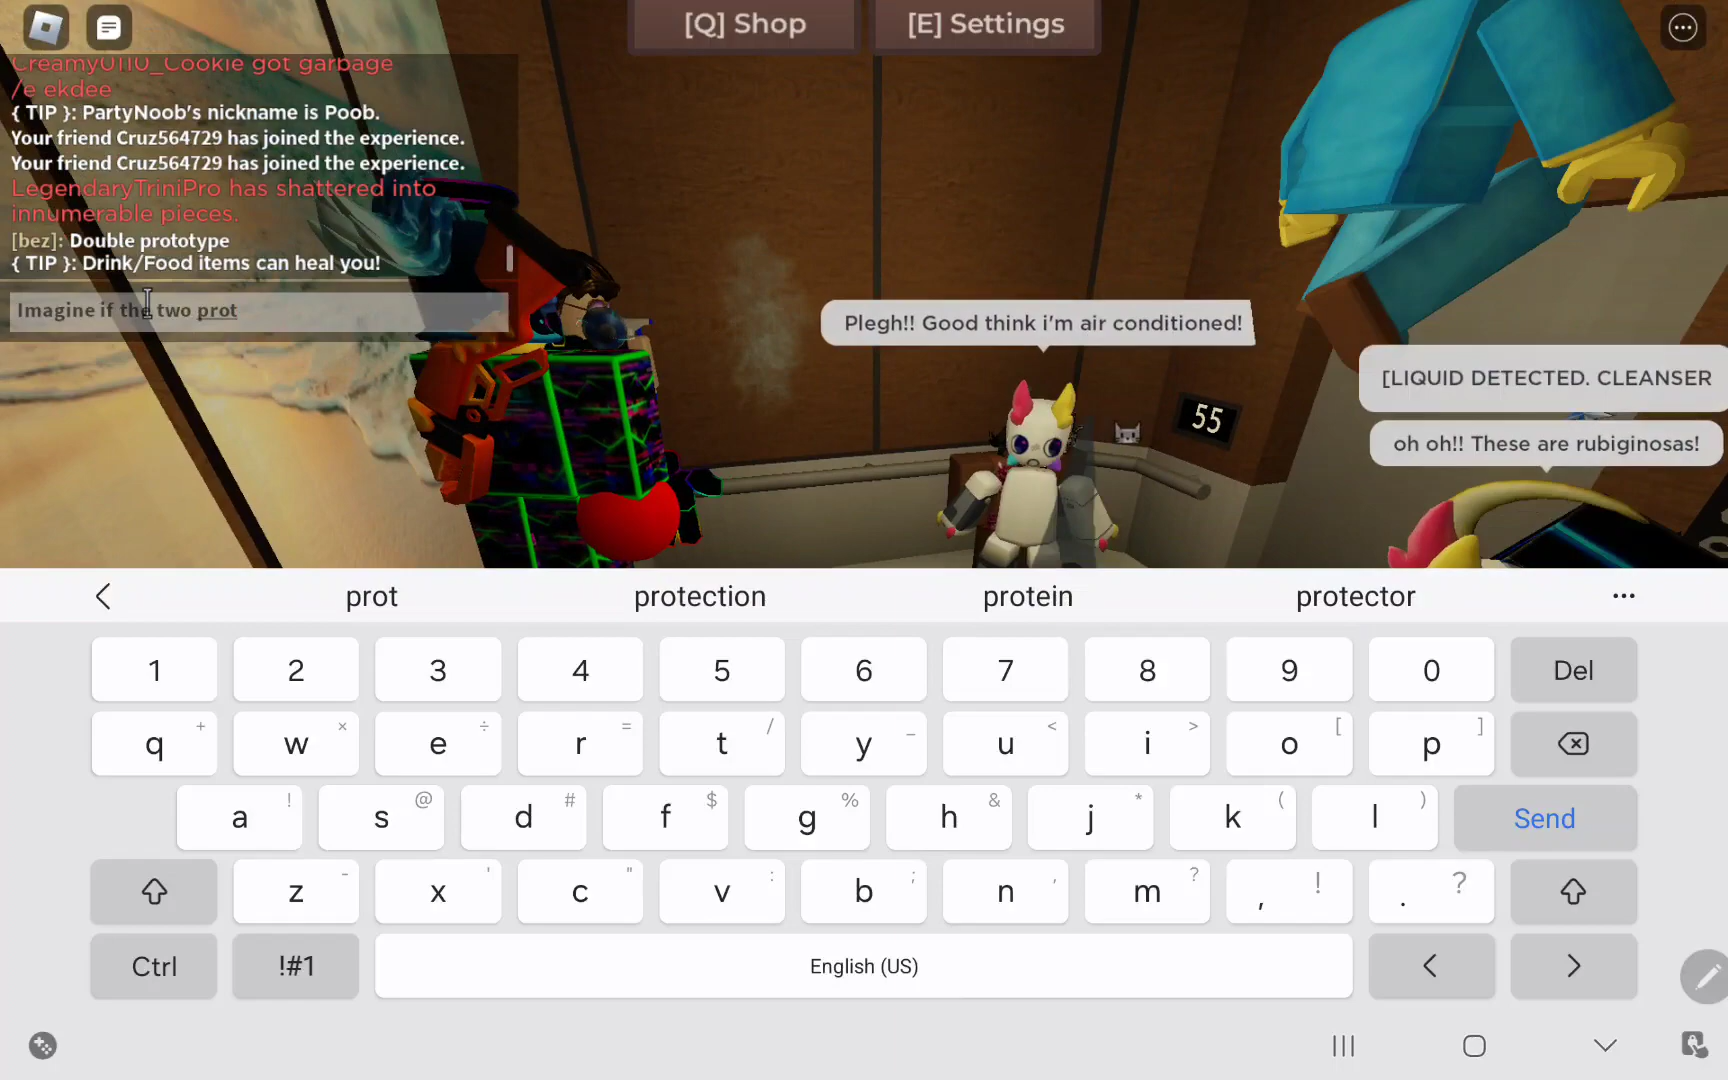 [Q] Shop
[E] Settings
CreamyU110_Cookie got garbage
/e ekdee
{ TIP }: PartyNoob's nickname is Poob.
Your friend Cruz564729 has joined the experience.
Your friend Cruz564729 has joined the experience.
LegendaryTriniPro has shattered into
innumerable pieces.
[bez]: Double prototype
{ TIP }: Drink/Food items can heal you!
Imagine if the two prot
Plegh!! Good think i'm air conditioned!
[LIQUID DETECTED. CLEANSER
oh oh!! These are rubiginosas!
55
prot protection protein protector ...
1 2 3 4 5 6 7 8 9 0 Del
q + w × e ÷ r = t / y _ u < i > o [ p ]
a ! s @ d # f $ g % h & j * k ( l ) Send
z - x ' c " v : b ; n , m ? , ! . ?
Ctrl !#1 English (US) < >